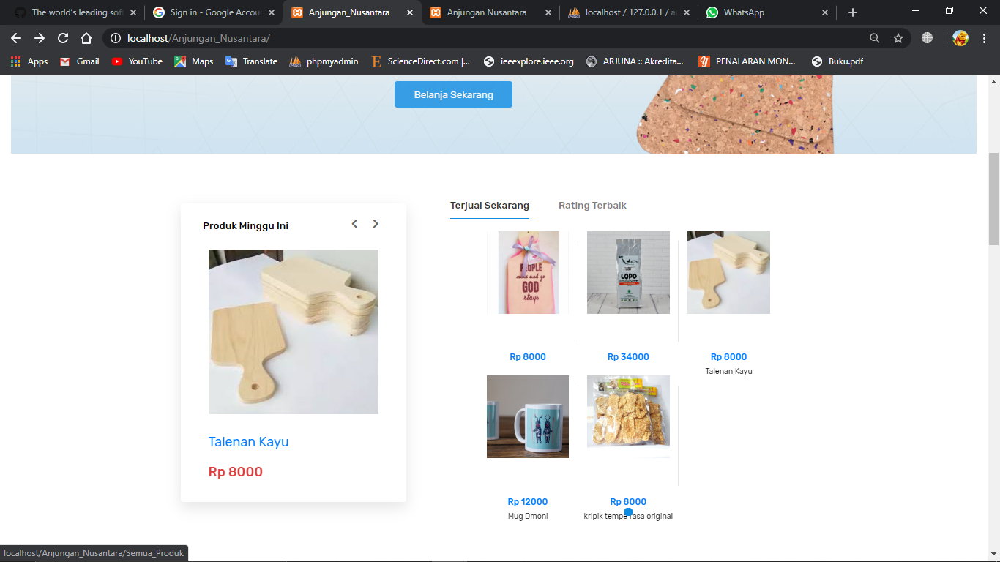 The world's leading soft
Sign in - Google Accou
Anjungan_Nusantara
Anjungan Nusantara
localhost / 127.0.0.1 / a
WhatsApp
localhost/Anjungan_Nusantara/
Apps
Gmail
YouTube
Maps
Translate
phpmyadmin
ScienceDirect.com |...
ieeexplore.ieee.org
ARJUNA :: Akredita...
PENALARAN MON...
Buku.pdf
Belanja Sekarang
Produk Minggu Ini
Talenan Kayu
Rp 8000
Terjual Sekarang
Rating Terbaik
PEOPLE
come and go
GOD
stays
LOPO
Rp 8000
Rp 34000
Rp 8000
Talenan Kayu
Rp 12000
Mug Dmoni
Rp 8000
kripik tempe rasa original
localhost/Anjungan_Nusantara/Semua_Produk